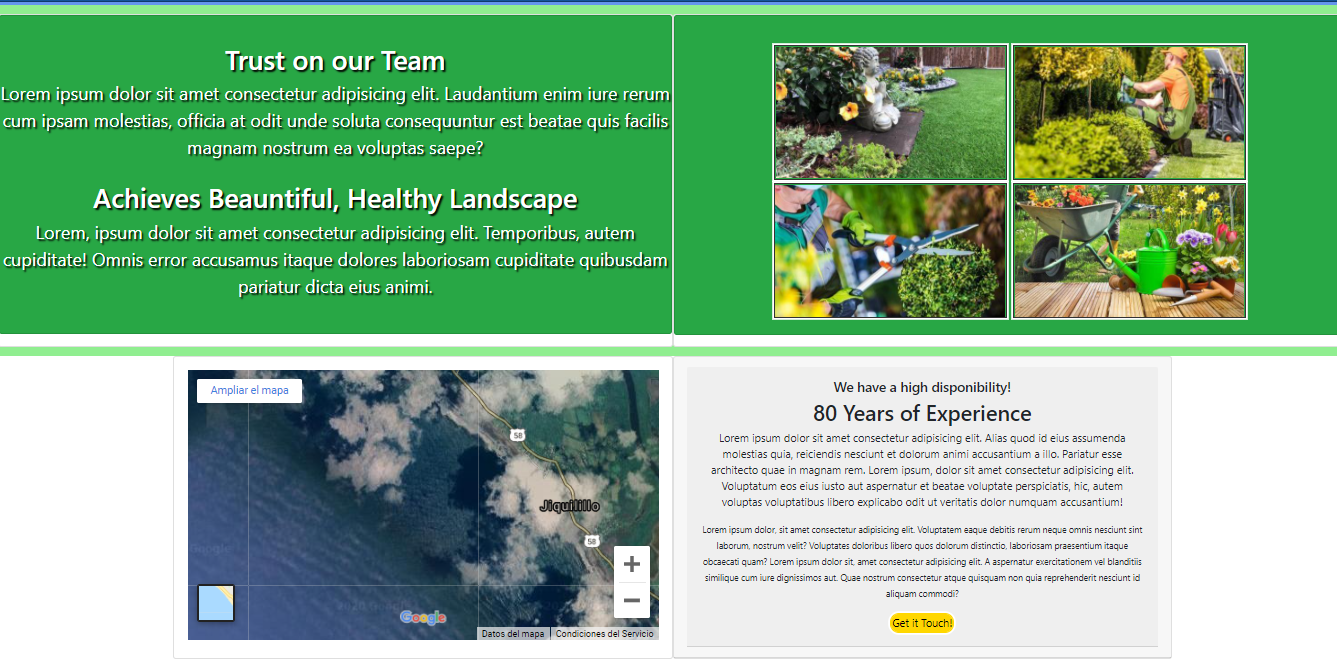 Trust on our Team
Lorem ipsum dolor sit amet consectetur adipisicing elit. Laudantium enim iure rerum
cum ipsam molestias, officia at odit unde soluta consequuntur est beatae quis facilis
magnam nostrum ea voluptas saepe?
Achieves Beauntiful, Healthy Landscape
Lorem, ipsum dolor sit amet consectetur adipisicing elit. Temporibus, autem
cupiditate! Omnis error accusamus itaque dolores laboriosam cupiditate quibusdam
pariatur dicta eius animi.
Ampliar el mapa
58
Jiquilillo
58
Google
Google
Datos del mapa
Condiciones del Servicio
We have a high disponibility!
80 Years of Experience
Lorem ipsum dolor sit amet consectetur adipisicing elit. Alias quod id eius assumenda
molestias quia, reiciendis nesciunt et dolorum animi accusantium a illo. Pariatur esse
architecto quae in magnam rem. Lorem ipsum, dolor sit amet consectetur adipisicing elit.
Voluptatum eos eius iusto aut aspernatur et beatae voluptate perspiciatis, hic, autem
voluptas voluptatibus libero explicabo odit ut veritatis dolor numquam accusantium!
Lorem ipsum dolor, sit amet consectetur adipisicing elit. Voluptatem eaque debitis rerum neque omnis nesciunt sint
laborum, nostrum velit? Voluptates doloribus libero quos dolorum distinctio, laboriosam praesentium itaque
obcaecati quam? Lorem ipsum dolor, sit amet consectetur adipisicing elit. A aspernatur exercitationem vel blanditiis
similique cum iure dignissimos aut. Quae nostrum consectetur atque quisquam non quia reprehenderit nesciunt id
aliquam commodi?
Get it Touch!